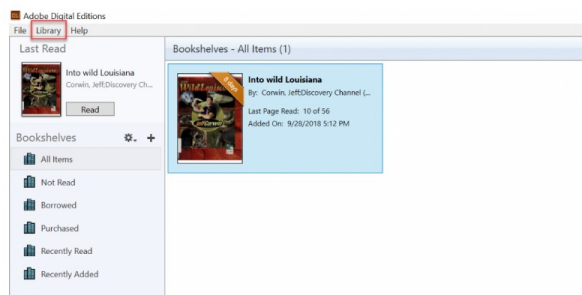 Adobe Digital Editions
File Library Help
Last Read
Into wild Louisiana
Corwin, Jeff;Discovery Ch...
Read
Bookshelves
All Items
Not Read
Borrowed
Purchased
Recently Read
Recently Added
Bookshelves - All Items (1)
Into wild Louisiana
By: Corwin, Jeff;Discovery Channel (...
Last Page Read: 10 of 56
Added On: 9/28/2018 5:12 PM